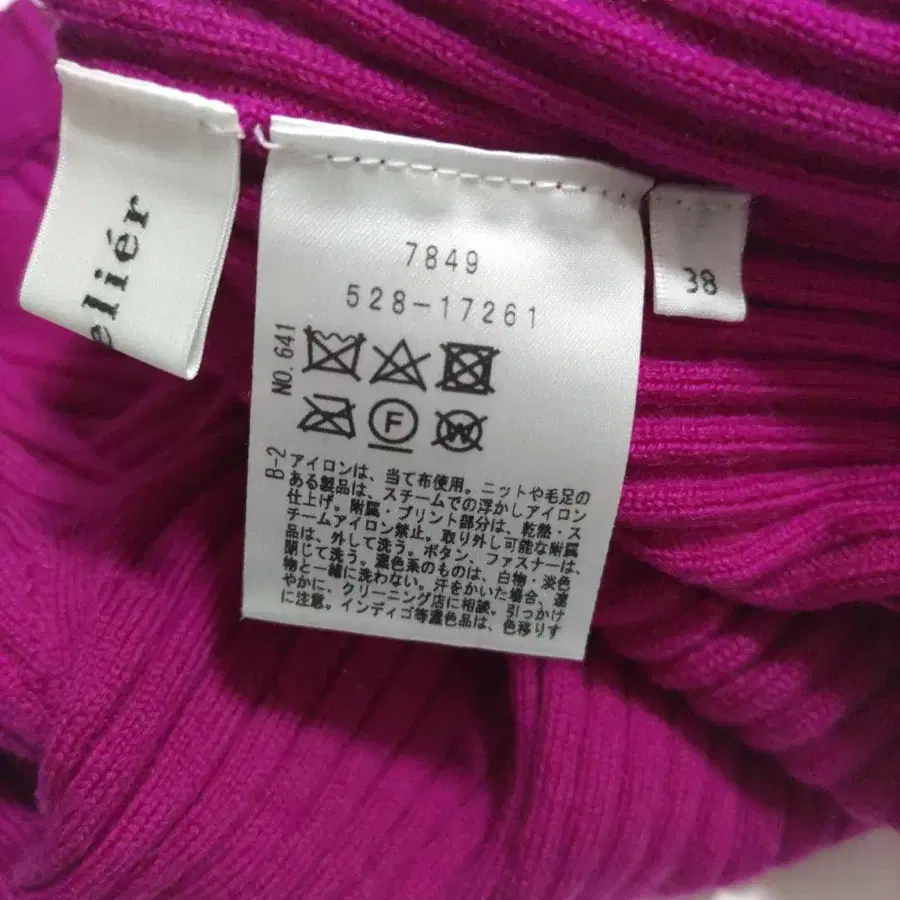 eliér
7849
528-17261
NO. 641
F
W
B-2
アイロンは、当て布使用。ニットや毛足の
ある製品は、スチームでの浮かしアイロン
仕上げ。附属・プリント部分は、乾熱・ス
チームアイロン禁止。取り外し可能な附属
品は、外して洗う。ボタン、ファスナーは、
閉じて洗う。濃色系のものは、白物・淡色
物と一緒に洗わない。汗をかいた場合、速
やかに、クリーニング店に相談。引っかけ
に注意。インディゴ等濃色品は、色移りす
38